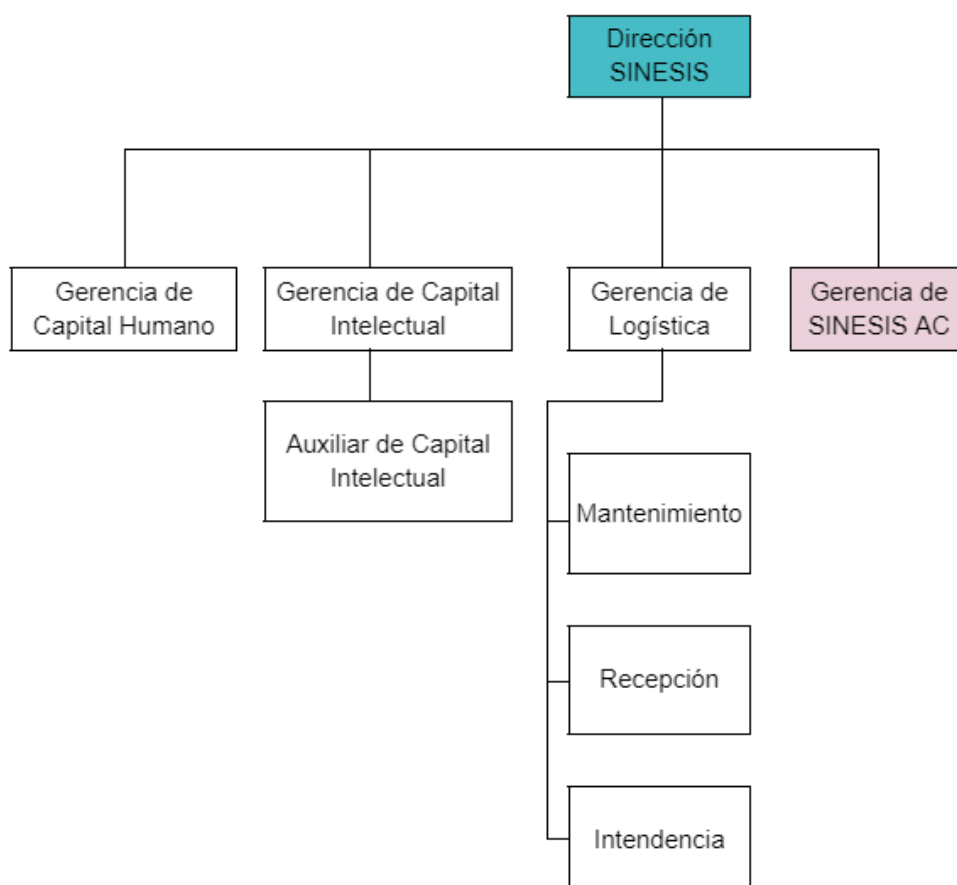 Dirección
SINESIS
Gerencia de
Capital Humano
Gerencia de Capital
Intelectual
Gerencia de
Logística
Gerencia de
SINESIS AC
Auxiliar de Capital
Intelectual
Mantenimiento
Recepción
Intendencia